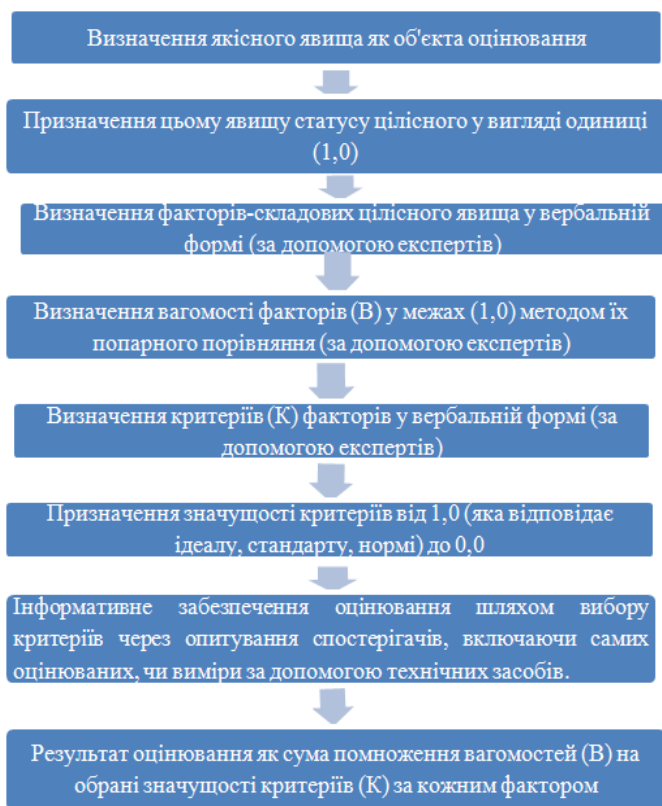 Визначення якісного явища як об'єкта оцінювання
Призначення цьому явищу статусу цілісного у вигляді одиниці
(1,0)
Визначення факторів-складових цілісного явища у вербальній
формі (за допомогою експертів)
Визначення вагомості факторів (В) у межах (1,0) методом їх
попарного порівняння (за допомогою експертів)
Визначення критеріїв (К) факторів у вербальній формі (за
допомогою експертів)
Призначення значущості критеріїв від 1,0 (яка відповідає
ідеалу, стандарту, нормі) до 0,0
Інформативне забезпечення оцінювання шляхом вибору
критеріїв через опитування спостерігачів, включаючи самих
оцінюваних, чи виміри за допомогою технічних засобів.
Результат оцінювання як сума помноження вагомостей (В) на
обрані значущості критеріїв (К) за кожним фактором